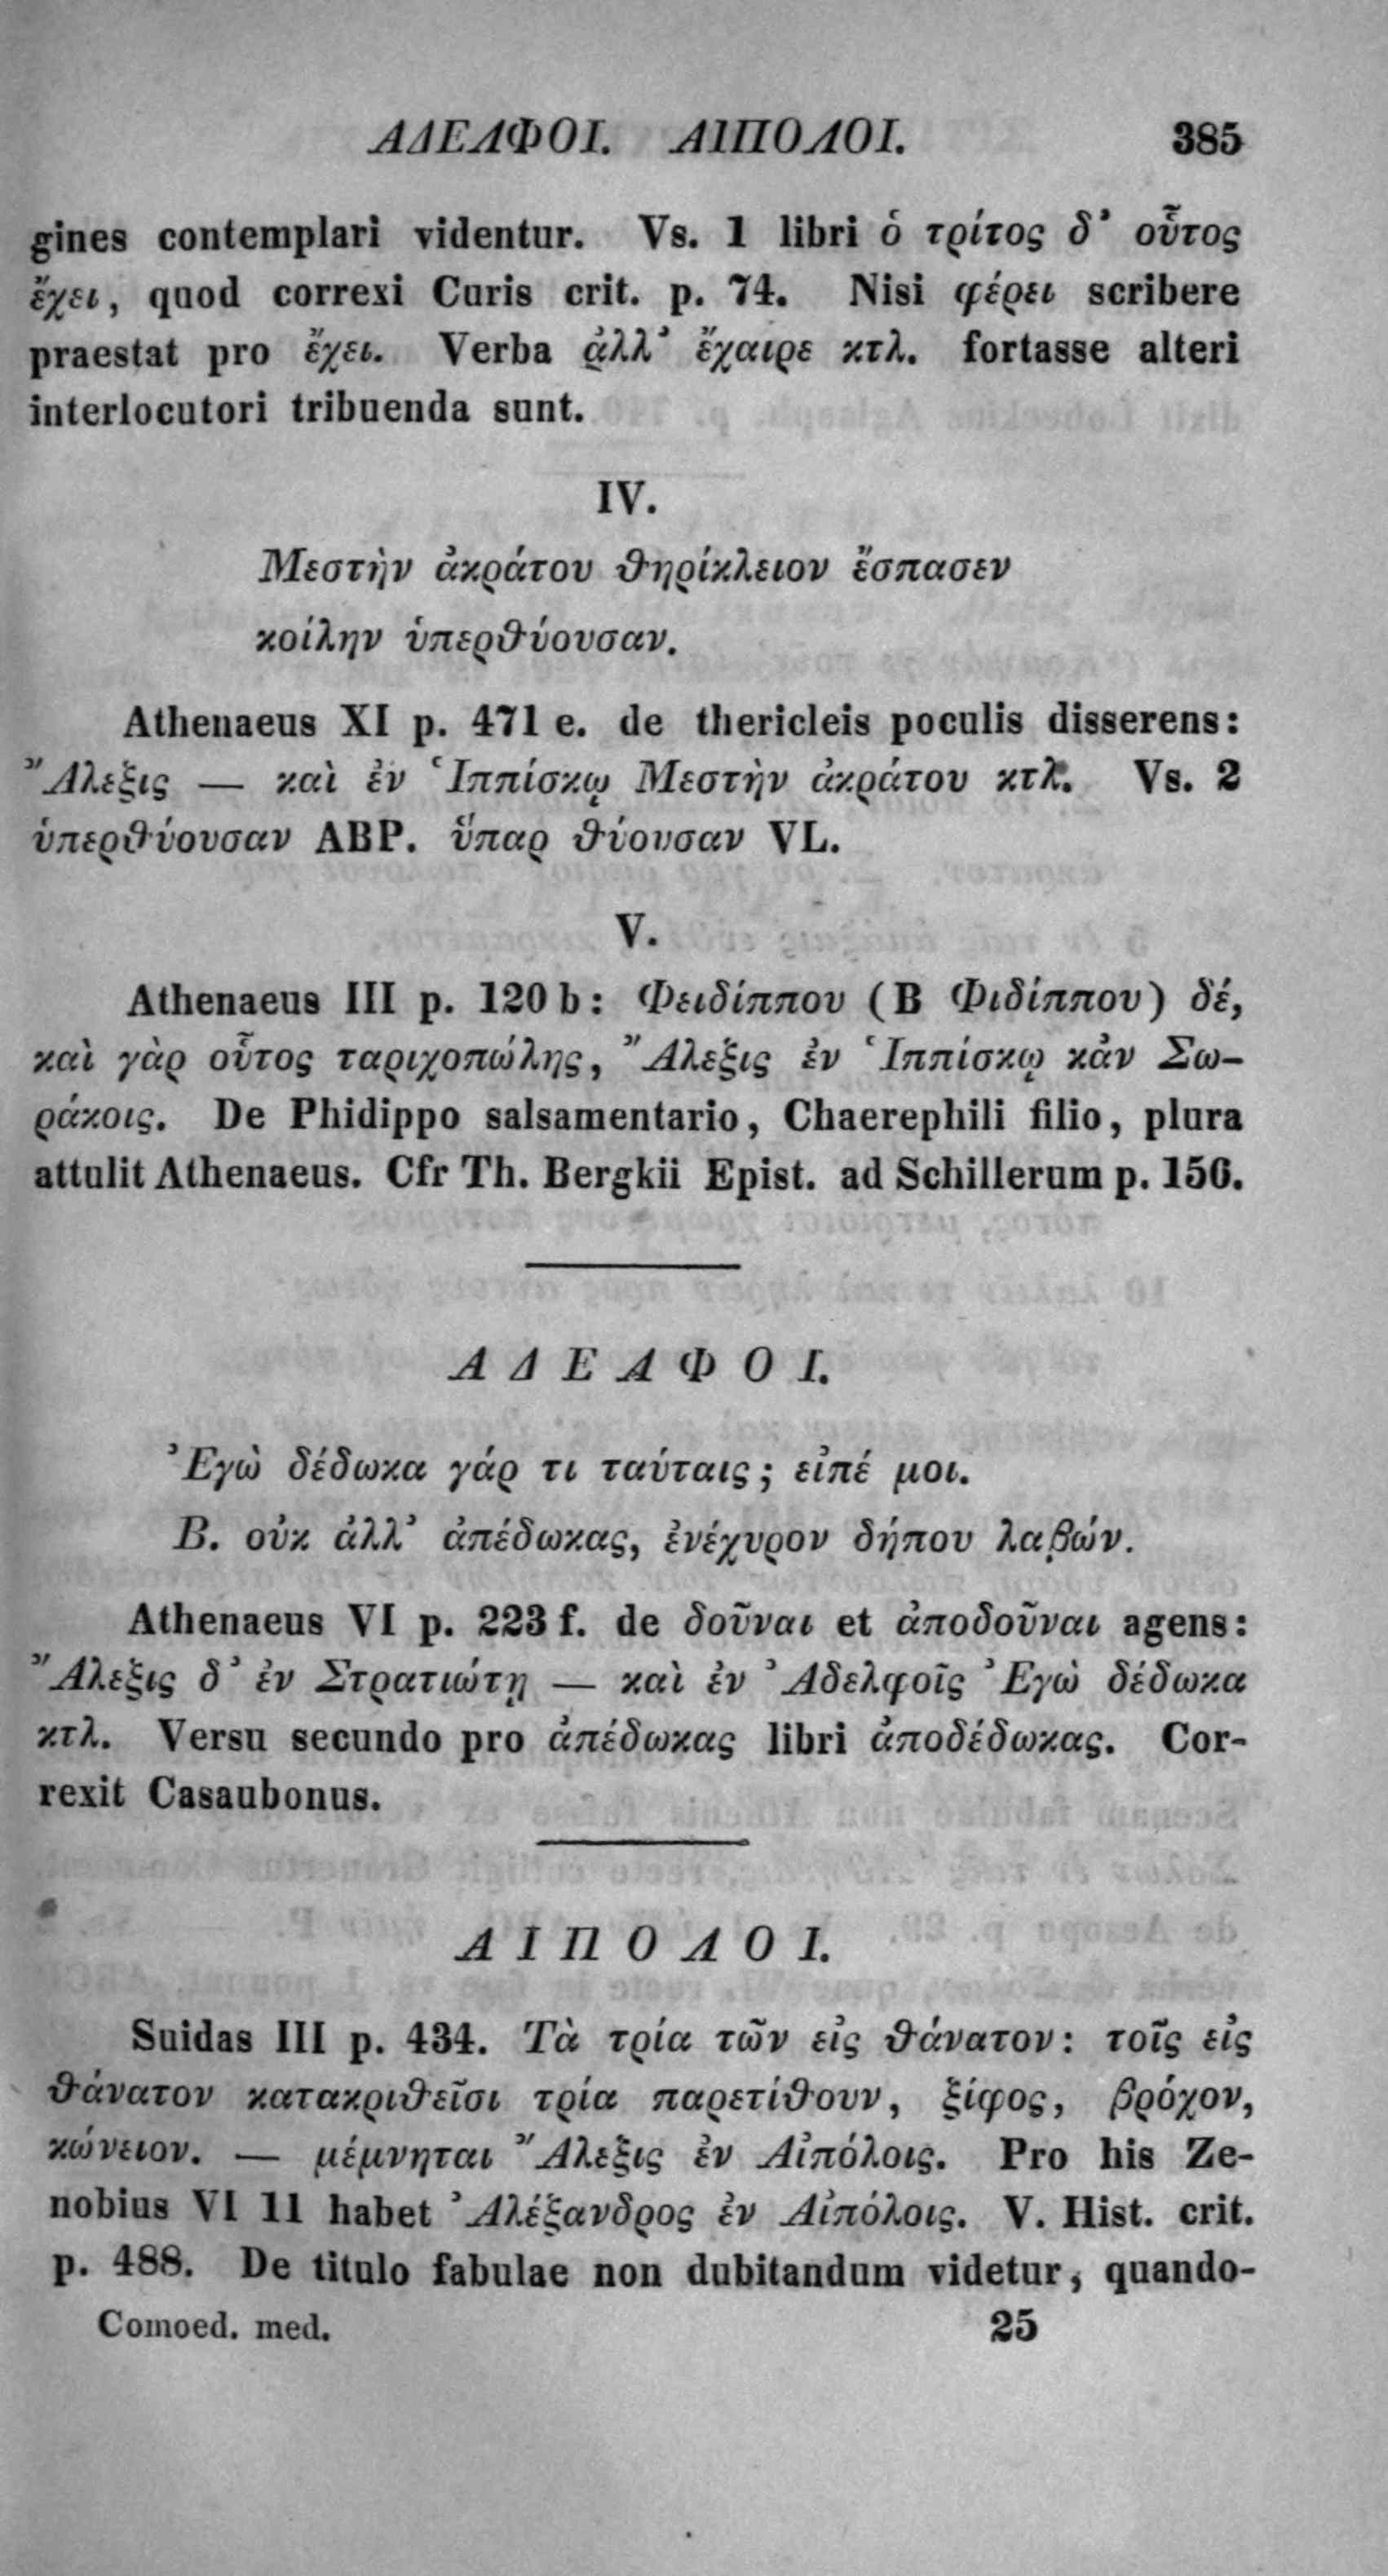 ΑΔΕΛΦΟΙ. ΑΙΠΟΛΟΙ. 385
gines contemplari videntur. Vs. 1 libri ὁ τρίτος δ᾽ οὗτος
ἔχει, quod correxi Curis crit. p. 74. Nisi φέρει scribere
praestat pro ἔχει. Verba ἀλλ᾽ ἔχαιρε κτλ. fortasse alteri
interlocutori tribuenda sunt.
IV.
Μεστὴν ἀκράτου θηρίκλειον ἔσπασεν
κοίλην ὑπερθύουσαν.
Athenaeus XI p. 471 e. de thericleis poculis disserens:
Ἄλεξις — καὶ ἐν Ἱππίσκῳ Μεστὴν ἀκράτου κτλ. Vs. 2
ὑπερθύουσαν ABP. ὕπαρ θύουσαν VL.
V.
Athenaeus III p. 120 b: Φειδίππου (B Φιδίππου) δέ,
καὶ γὰρ οὗτος ταριχοπώλης, Ἄλεξις ἐν Ἱππίσκῳ κἀν Σω-
ράκοις. De Phidippo salsamentario, Chaerephili filio, plura
attulit Athenaeus. Cfr Th. Bergkii Epist. ad Schillerum p. 150.
ΑΔΕΛΦΟΙ.
Ἐγὼ δέδωκα γάρ τι ταύταις; εἰπέ μοι.
Β. οὐκ ἀλλ᾽ ἀπέδωκας, ἐνέχυρον δήπου λαβών.
Athenaeus VI p. 223 f. de δοῦναι et ἀποδοῦναι agens:
Ἄλεξις δ᾽ ἐν Στρατιώτῃ — καὶ ἐν Ἀδελφοῖς Ἐγὼ δέδωκα
κτλ. Versu secundo pro ἀπέδωκας libri ἀποδέδωκας. Cor-
rexit Casaubonus.
ΑΙΠΟΛΟΙ.
Suidas III p. 434. Τὰ τρία τῶν εἰς θάνατον: τοῖς εἰς
θάνατον κατακριθεῖσι τρία παρετίθουν, ξίφος, βρόχον,
κώνειον. — μέμνηται Ἄλεξις ἐν Αἰπόλοις. Pro his Ze-
nobius VI 11 habet Ἀλέξανδρος ἐν Αἰπόλοις. V. Hist. crit.
p. 488. De titulo fabulae non dubitandum videtur, quando-
Comoed. med. 25